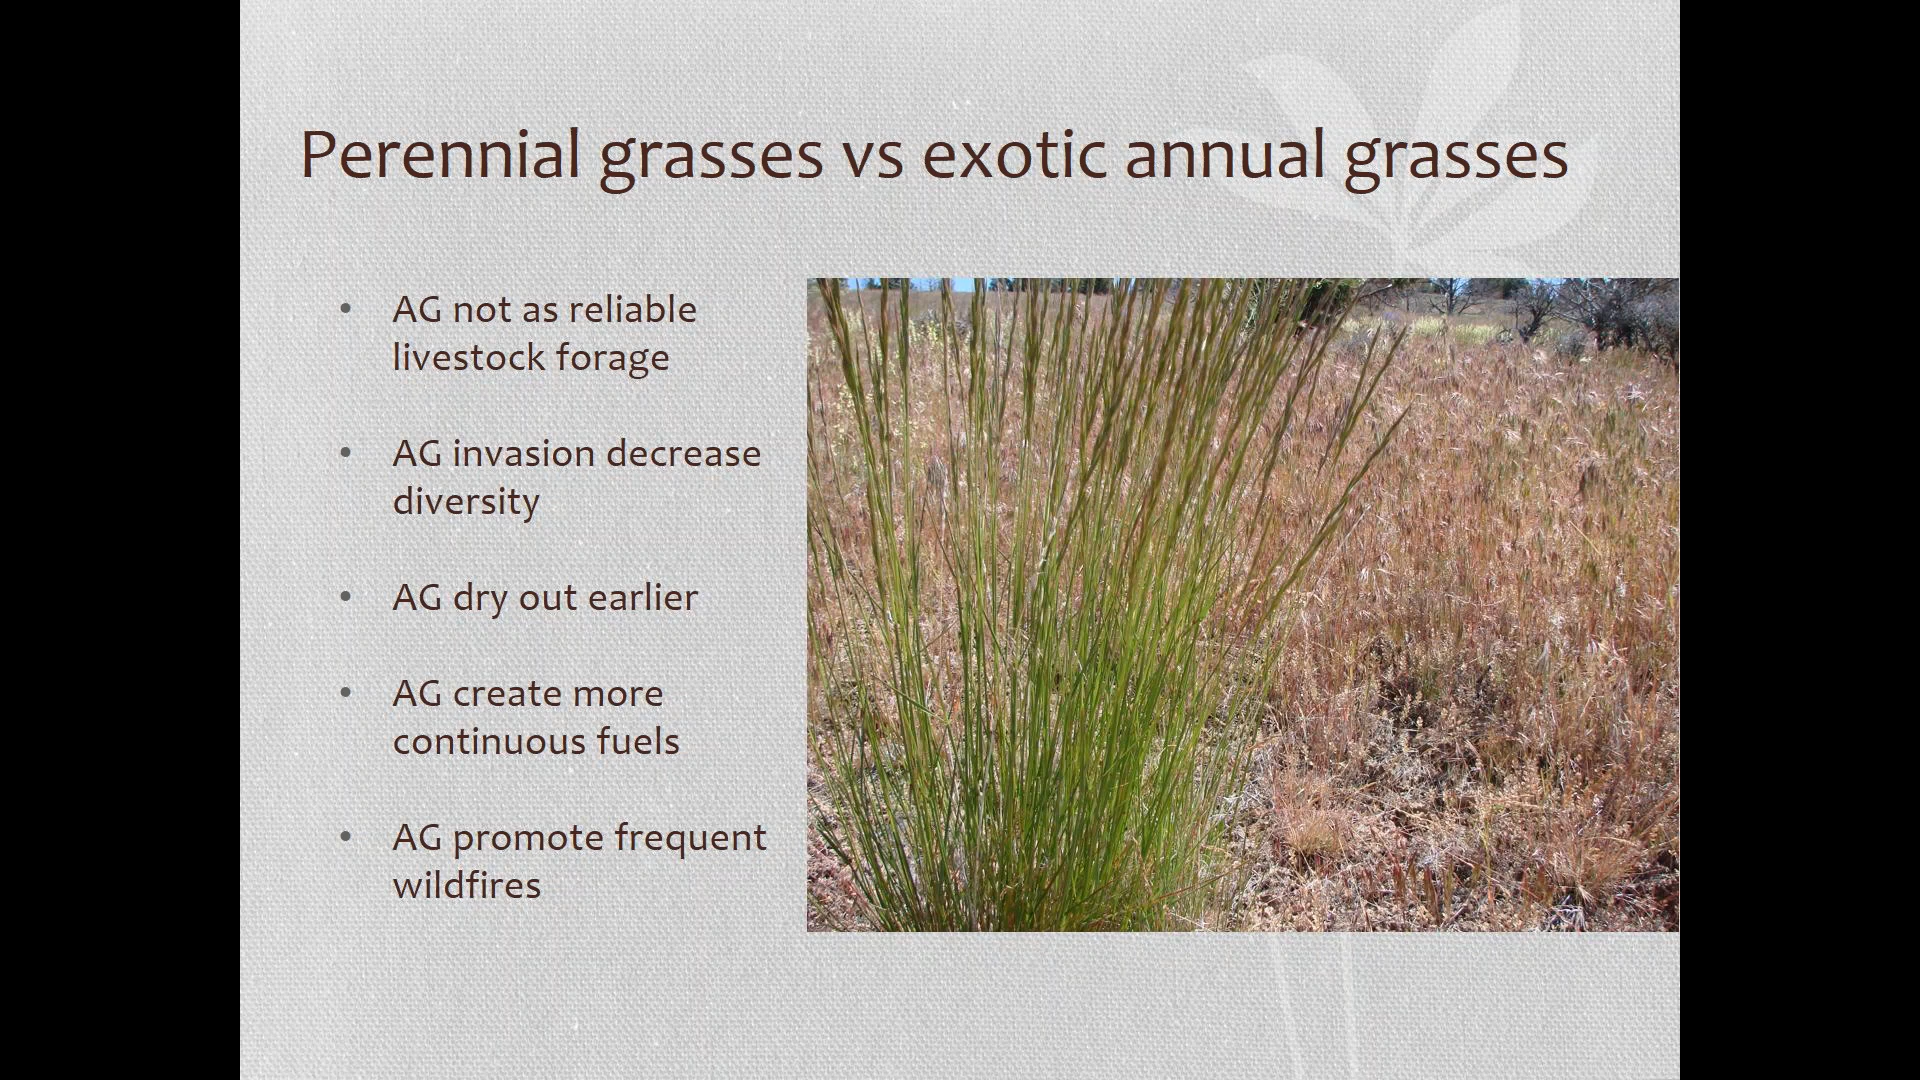 Perennial grasses vs exotic annual grasses
• AG not as reliable
livestock forage
• AG invasion decrease
diversity
• AG dry out earlier
• AG create more
continuous fuels
• AG promote frequent
wildfires